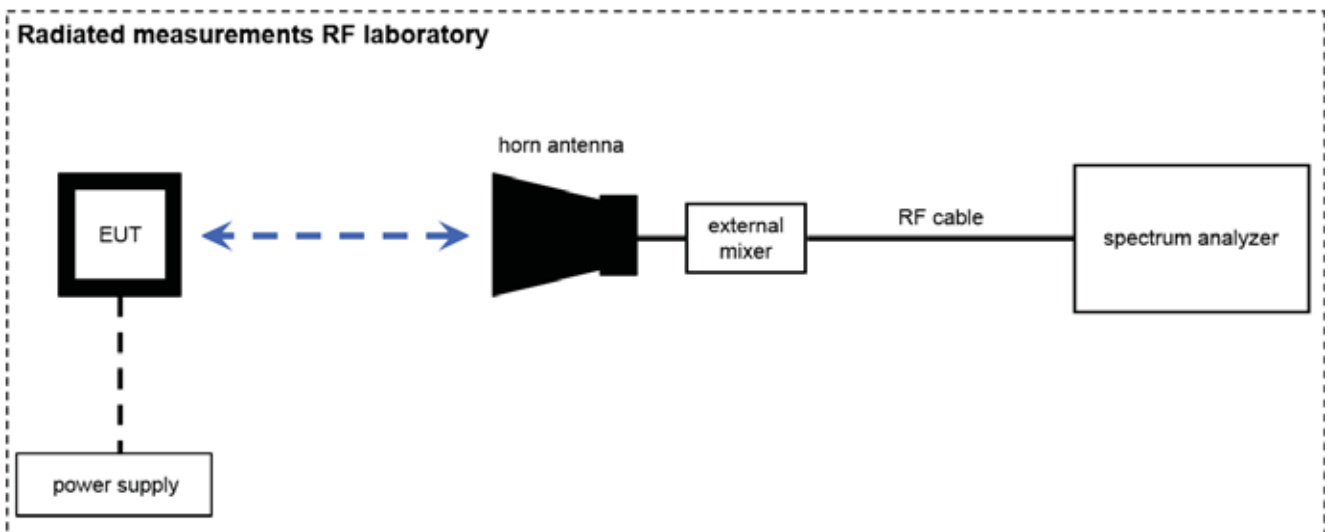 Radiated measurements RF laboratory
horn antenna
EUT
external
mixer
RF cable
spectrum analyzer
power supply